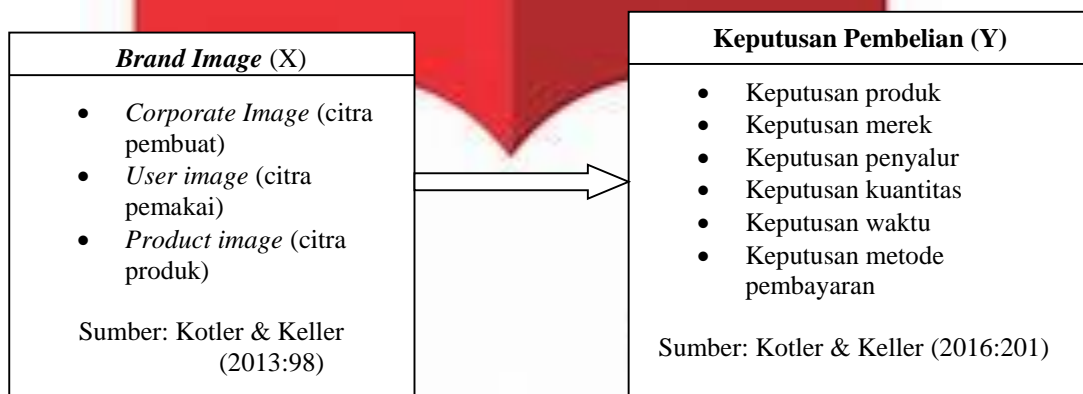 Brand Image (X)
• Corporate Image (citra
pembuat)
• User image (citra
pemakai)
• Product image (citra
produk)
Sumber: Kotler & Keller
(2013:98)
Keputusan Pembelian (Y)
• Keputusan produk
• Keputusan merek
• Keputusan penyalur
• Keputusan kuantitas
• Keputusan waktu
• Keputusan metode
pembayaran
Sumber: Kotler & Keller (2016:201)